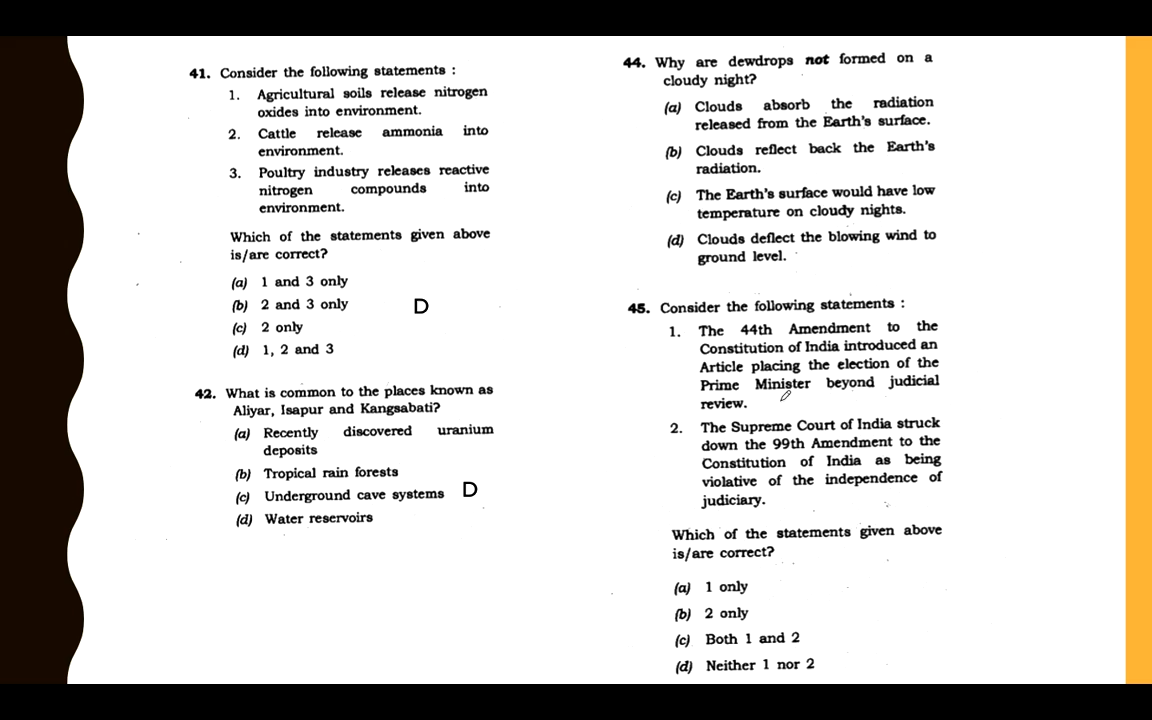 41. Consider the following statements :
1. Agricultural soils release nitrogen
oxides into environment.
2. Cattle release ammonia into
environment.
3. Poultry industry releases reactive
nitrogen compounds into
environment.
Which of the statements given above
is/are correct?
(a) 1 and 3 only
(b) 2 and 3 only
(c) 2 only
(d) 1, 2 and 3
D
42. What is common to the places known as
Aliyar, Isapur and Kangsabati?
(a) Recently discovered uranium
deposits
(b) Tropical rain forests
(c) Underground cave systems
(d) Water reservoirs
D
44. Why are dewdrops not formed on a
cloudy night?
(a) Clouds absorb the radiation
released from the Earth's surface.
(b) Clouds reflect back the Earth's
radiation.
(c) The Earth's surface would have low
temperature on cloudy nights.
(d) Clouds deflect the blowing wind to
ground level.
45. Consider the following statements :
1. The 44th Amendment to the
Constitution of India introduced an
Article placing the election of the
Prime Minister beyond judicial
review.
2. The Supreme Court of India struck
down the 99th Amendment to the
Constitution of India as being
violative of the independence of
judiciary.
Which of the statements given above
is/are correct?
(a) 1 only
(b) 2 only
(c) Both 1 and 2
(d) Neither 1 nor 2